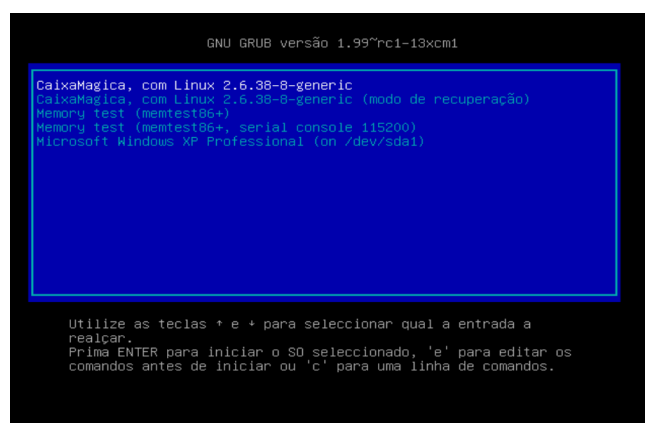 GNU GRUB versão 1.99~rc1-13xcm1
CaixaMagica, com Linux 2.6.38-8-generic
CaixaMagica, com Linux 2.6.38-8-generic (modo de recuperação)
Memory test (memtest86+)
Memory test (memtest86+, serial console 115200)
Microsoft Windows XP Professional (on /dev/sda1)
Utilize as teclas ↑ e ↓ para seleccionar qual a entrada a
realçar.
Prima ENTER para iniciar o SO seleccionado, 'e' para editar os
comandos antes de iniciar ou 'c' para uma linha de comandos.